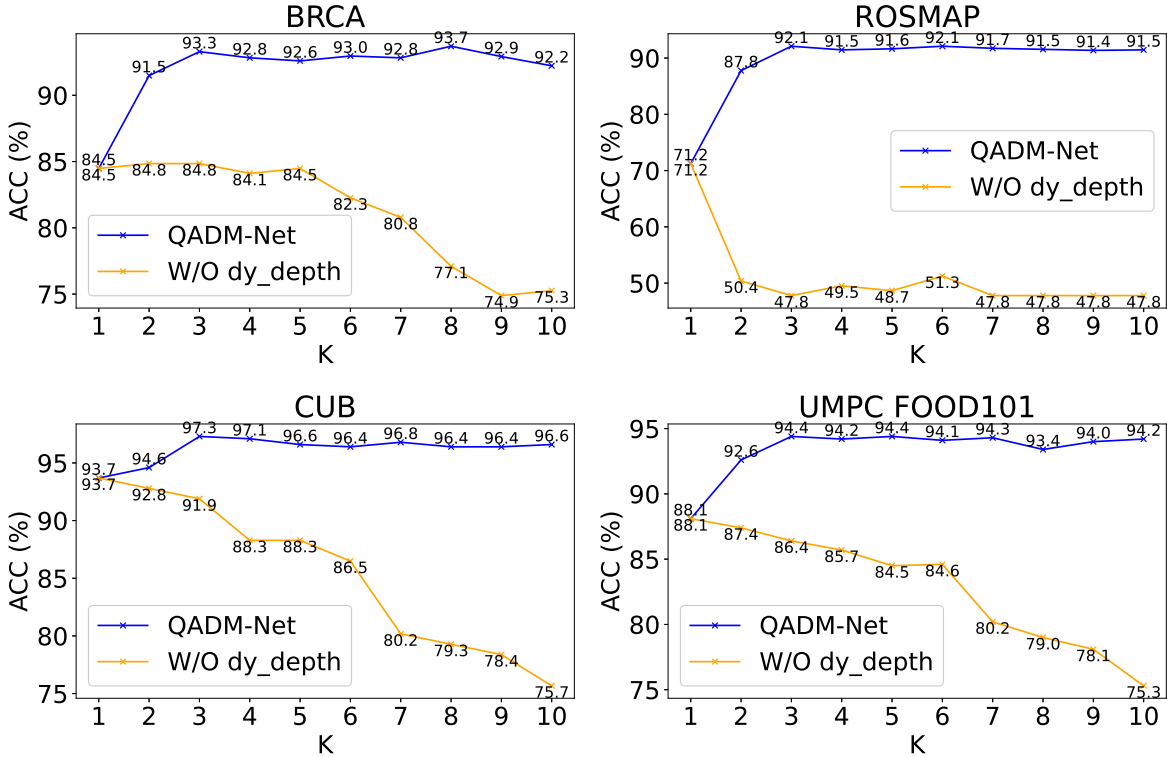 BRCA
93.3 92.8 92.6 93.0 92.8 93.7 92.9 92.2
91.5
90
84.5
85
84.5 84.8 84.8 84.1 84.5
82.3
80.8
80
77.1
75
74.9 75.3
ACC (%)
QADM-Net
W/O dy_depth
1 2 3 4 5 6 7 8 9 10
K
ROSMAP
92.1 91.5 91.6 92.1 91.7 91.5 91.4 91.5
90
87.8
80
71.2
70
71.2
60
50
50.4 47.8 49.5 48.7 51.3 47.8 47.8 47.8 47.8
ACC (%)
QADM-Net
W/O dy_depth
1 2 3 4 5 6 7 8 9 10
K
CUB
97.3 97.1 96.6 96.4 96.8 96.4 96.4 96.6
95
94.6
93.7
93.7 92.8 91.9
90
88.3 88.3
86.5
85
80
80.2 79.3 78.4
75
75.7
ACC (%)
QADM-Net
W/O dy_depth
1 2 3 4 5 6 7 8 9 10
K
UMPC FOOD101
95
94.4 94.2 94.4 94.1 94.3 93.4 94.0 94.2
92.6
90
88.1
88.1 87.4 86.4 85.7
85
84.5 84.6
80
80.2 79.0 78.1
75
75.3
ACC (%)
QADM-Net
W/O dy_depth
1 2 3 4 5 6 7 8 9 10
K